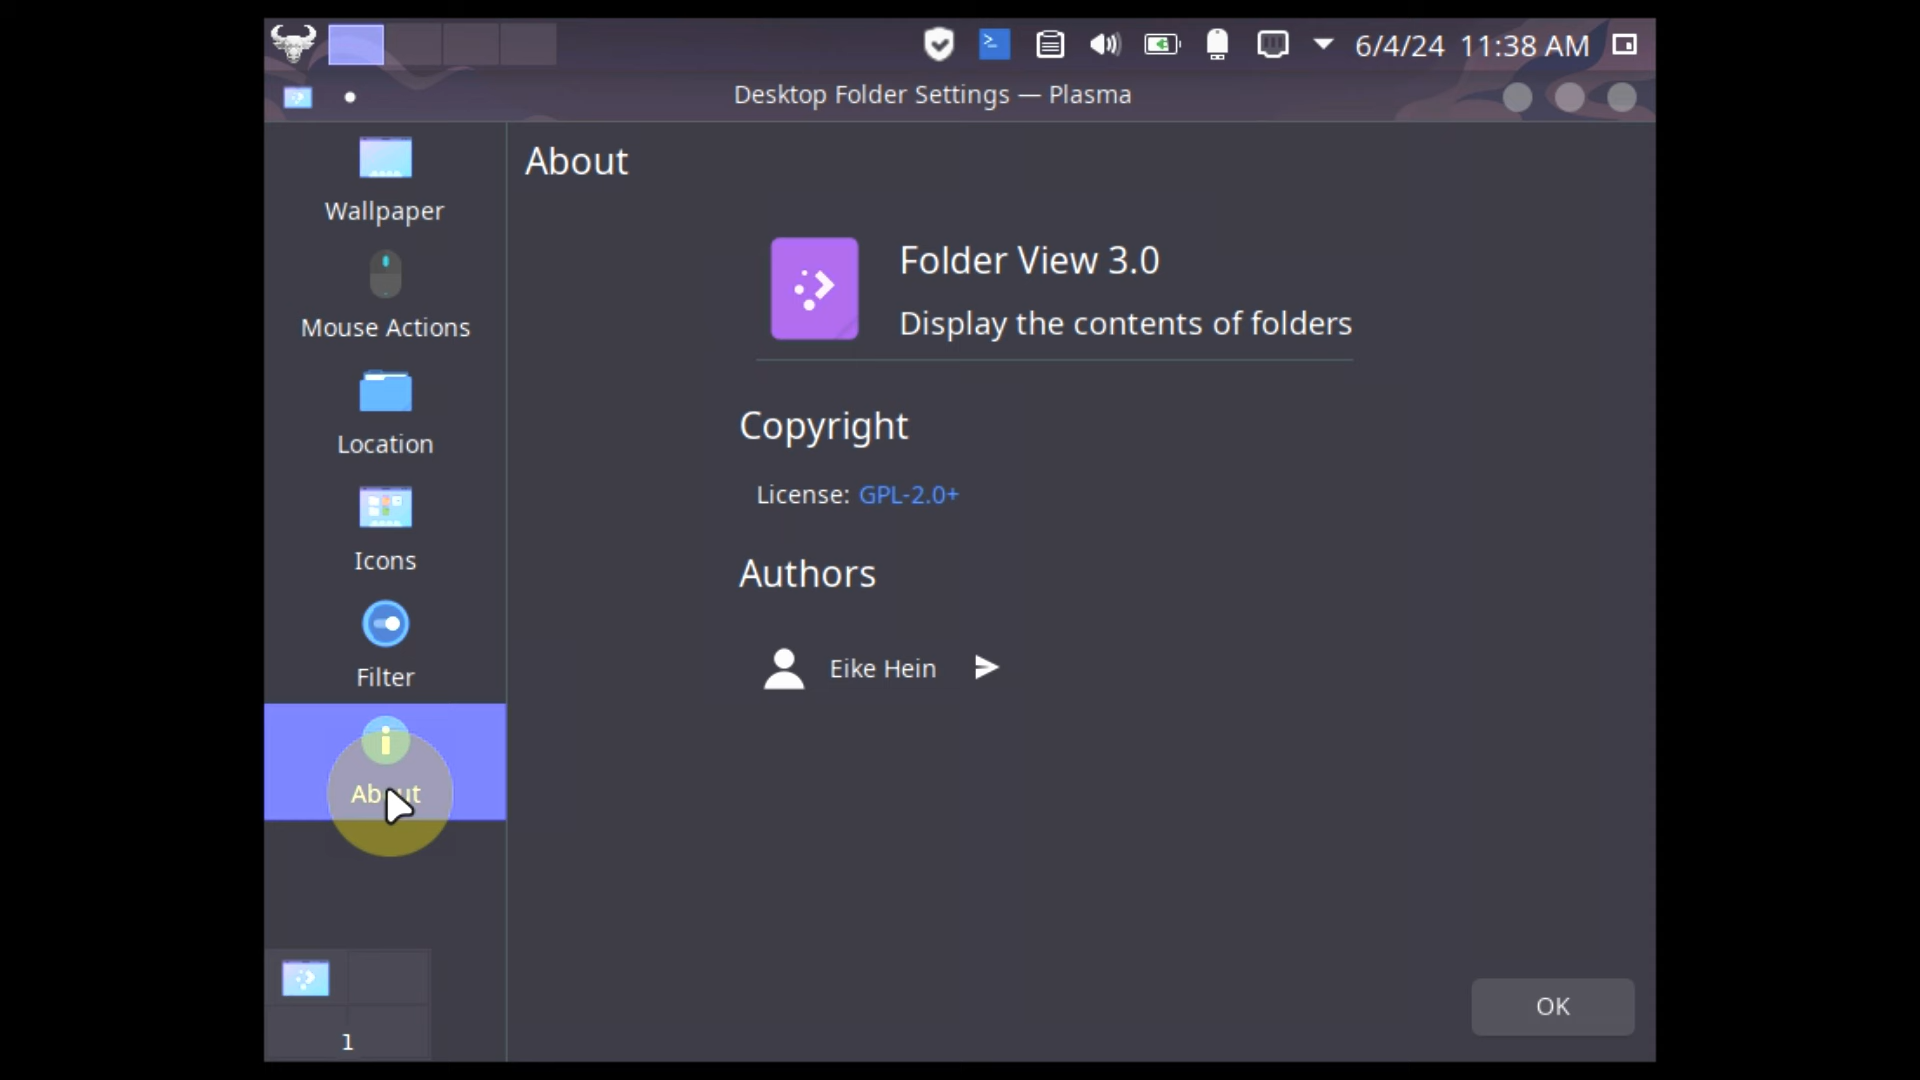 6/4/24 11:38 AM
Desktop Folder Settings — Plasma
Wallpaper
Mouse Actions
Location
Icons
Filter
About
About
Folder View 3.0
Display the contents of folders
Copyright
License: GPL-2.0+
Authors
Eike Hein
1
OK